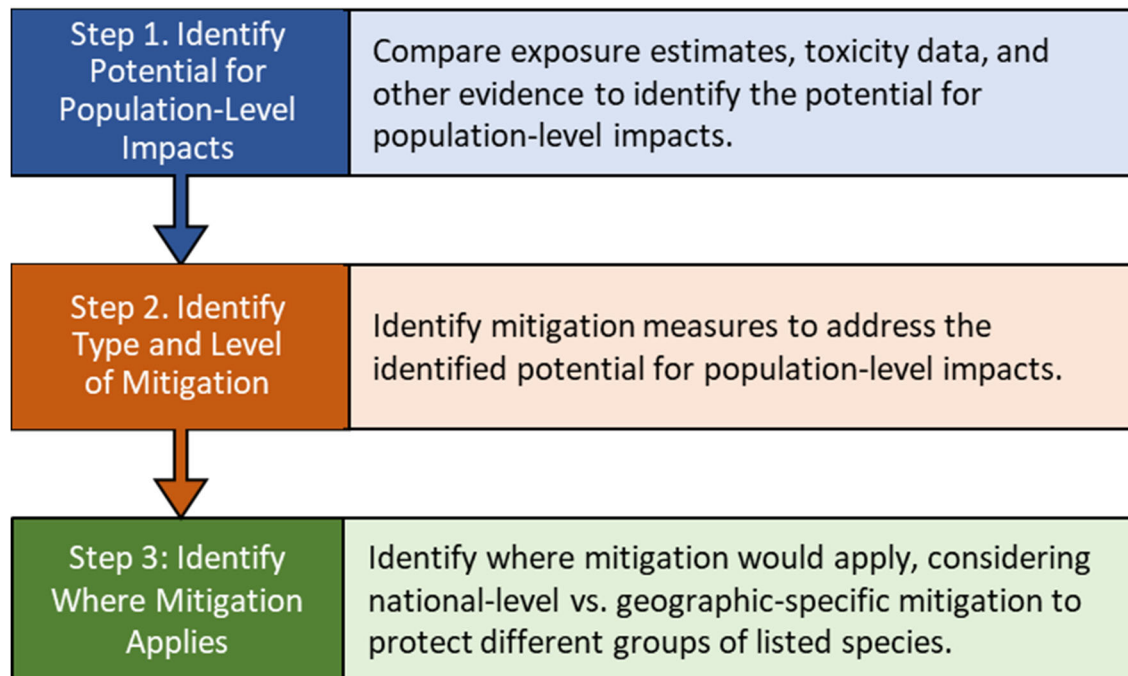 Step 1. Identify
Potential for
Population-Level
Impacts
Compare exposure estimates, toxicity data, and
other evidence to identify the potential for
population-level impacts.
Step 2. Identify
Type and Level
of Mitigation
Identify mitigation measures to address the
identified potential for population-level impacts.
Step 3: Identify
Where Mitigation
Applies
Identify where mitigation would apply, considering
national-level vs. geographic-specific mitigation to
protect different groups of listed species.